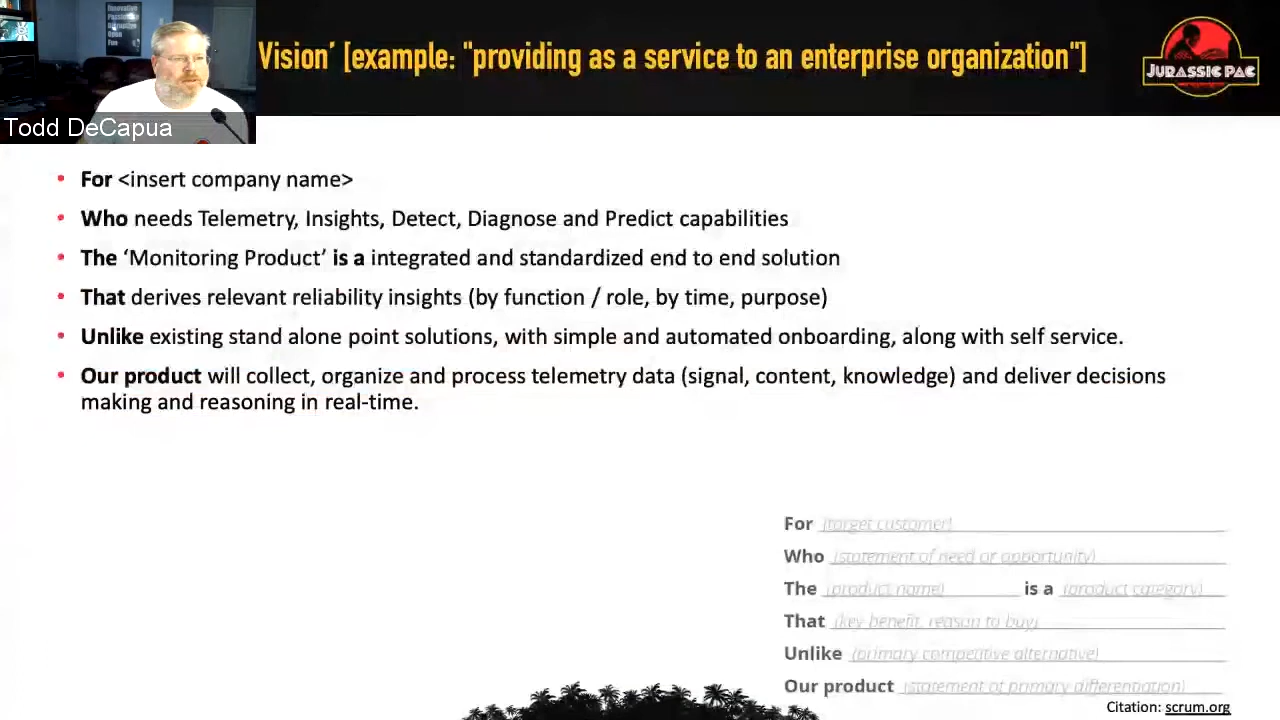 Vision’ [example: "providing as a service to an enterprise organization"]
JURASSIC PAC
Todd DeCapua
• For <insert company name>
• Who needs Telemetry, Insights, Detect, Diagnose and Predict capabilities
• The ‘Monitoring Product’ is a integrated and standardized end to end solution
• That derives relevant reliability insights (by function / role, by time, purpose)
• Unlike existing stand alone point solutions, with simple and automated onboarding, along with self service.
• Our product will collect, organize and process telemetry data (signal, content, knowledge) and deliver decisions
making and reasoning in real-time.
For (target customer)
Who (statement of need or opportunity)
The (product name) is a (product category)
That (key benefit, reason to buy)
Unlike (primary competitive alternative)
Our product (statement of primary differentiation)
Citation: scrum.org